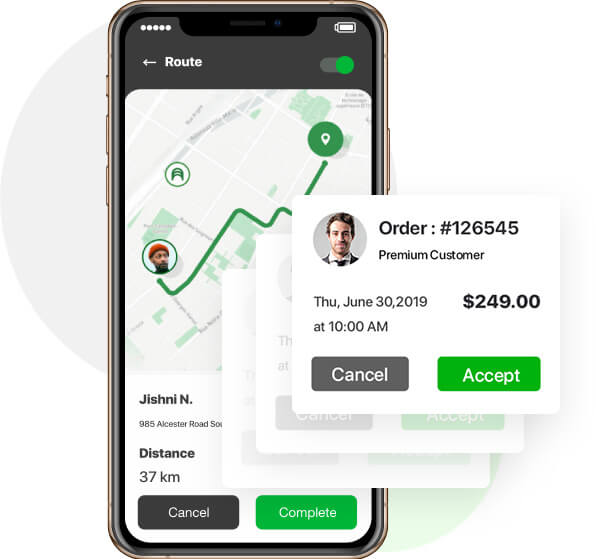 Route
Order : #126545
Premium Customer
Thu, June 30,2019
$249.00
at 10:00 AM
Cancel
Accept
Th
at
Cancel
Accept
Jishni N.
985 Alcester Road Sou
Distance
37 km
Cancel
Complete